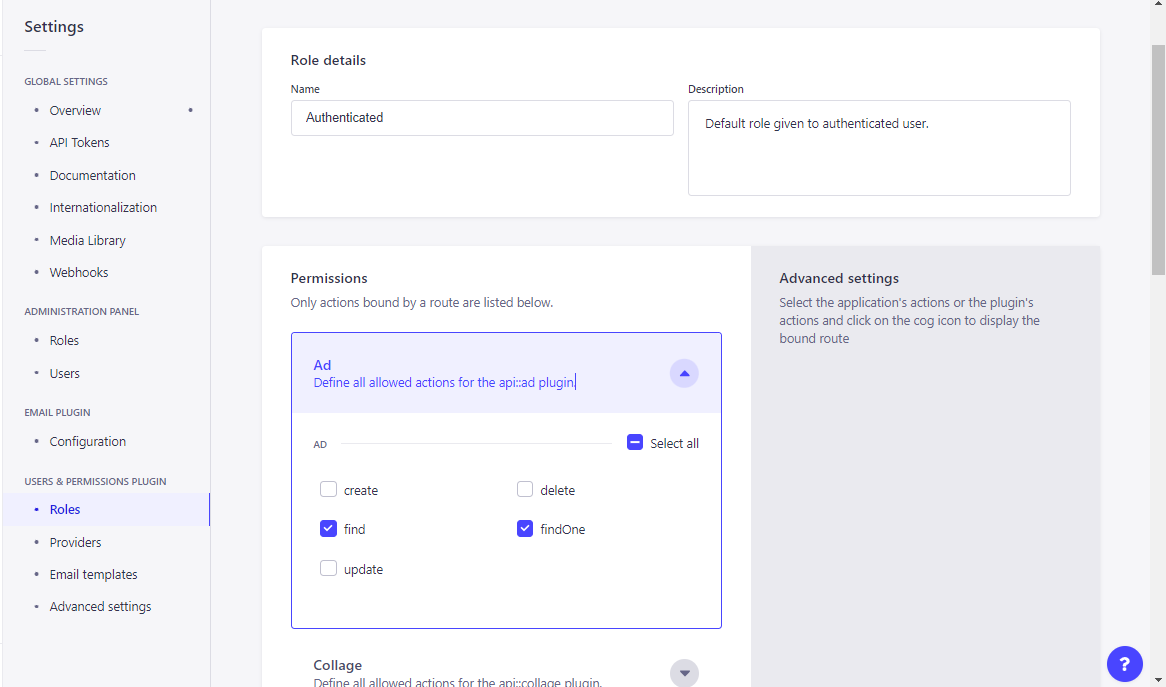 Settings
GLOBAL SETTINGS
Overview
API Tokens
Documentation
Internationalization
Media Library
Webhooks
ADMINISTRATION PANEL
Roles
Users
EMAIL PLUGIN
Configuration
USERS & PERMISSIONS PLUGIN
Roles
Providers
Email templates
Advanced settings
Role details
Name
Authenticated
Description
Default role given to authenticated user.
Permissions
Only actions bound by a route are listed below.
Ad
Define all allowed actions for the api::ad plugin.
AD
Select all
create
delete
find
findOne
update
Collage
Define all allowed actions for the api::collage plugin.
Advanced settings
Select the application's actions or the plugin's
actions and click on the cog icon to display the
bound route
?